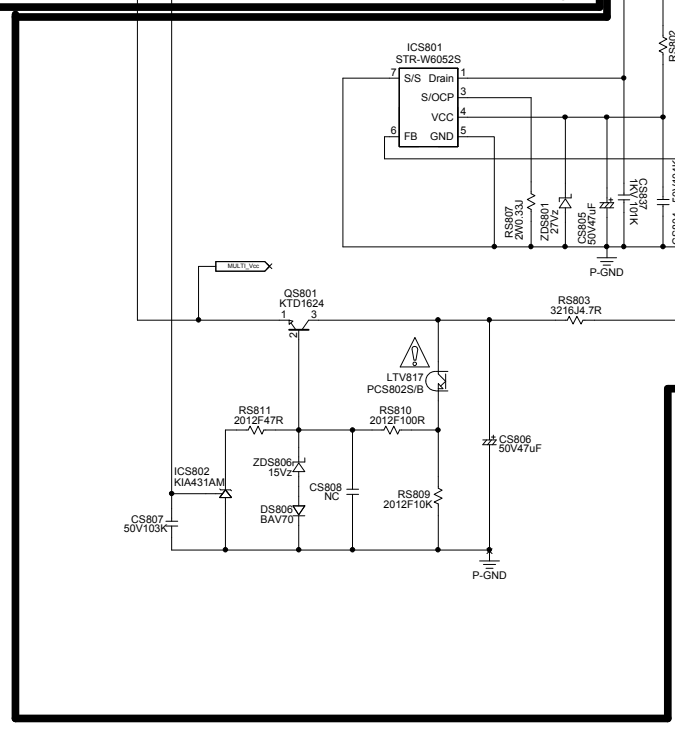 ICS801
STR-W6052S
7 S/S Drain 1
S/OCP 3
VCC 4
6 FB GND 5
RS802
RS807
2W0.33J
ZDS801
27Vz
CS805
50V47uF
CS837
1KV 101K
P-GND
MULTI_Vcc
QS801
KTD1624
1 3
2
RS803
3216J4.7R
LTV817
PCS802S/B
RS811
2012F47R
RS810
2012F100R
CS806
50V47uF
ZDS806
15Vz
ICS802
KIA431AM
CS808
NC
RS809
2012F10K
DS806
BAV70
CS807
50V103K
P-GND